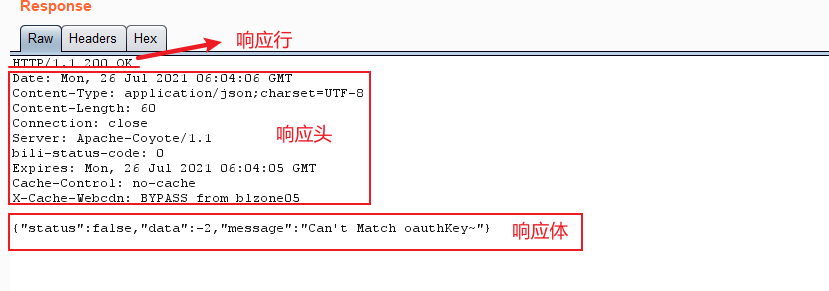 Response
Raw Headers Hex
响应行
HTTP/1.1 200 OK
Date: Mon, 26 Jul 2021 06:04:06 GMT
Content-Type: application/json;charset=UTF-8
Content-Length: 60
Connection: close
Server: Apache-Coyote/1.1
响应头
bili-status-code: 0
Expires: Mon, 26 Jul 2021 06:04:05 GMT
Cache-Control: no-cache
X-Cache-Webcdn: BYPASS from blzone05
{"status":false,"data":-2,"message":"Can't Match oauthKey~"}
响应体